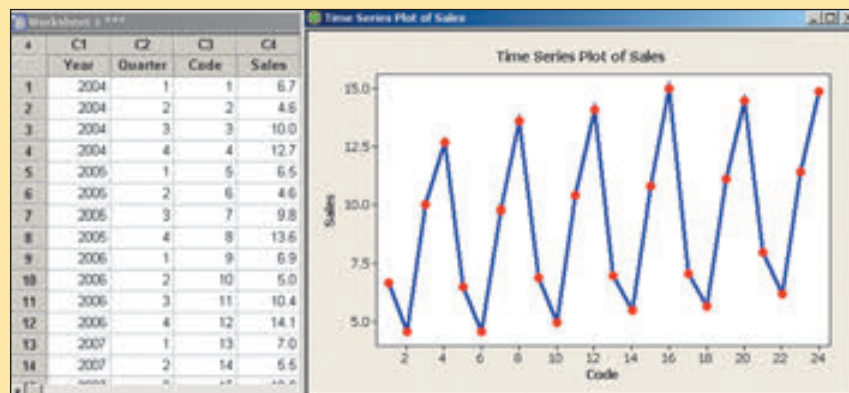 Worksheet 1 ***
C1 C2 C3 C4
Year Quarter Code Sales
1 2004 1 1 6.7
2 2004 2 2 4.6
3 2004 3 3 10.0
4 2004 4 4 12.7
5 2005 1 5 6.5
6 2005 2 6 4.6
7 2005 3 7 9.8
8 2005 4 8 13.6
9 2006 1 9 6.9
10 2006 2 10 5.0
11 2006 3 11 10.4
12 2006 4 12 14.1
13 2007 1 13 7.0
14 2007 2 14 5.5
Time Series Plot of Sales
Time Series Plot of Sales
15.0
12.5
10.0
7.5
5.0
Sales
2 4 6 8 10 12 14 16 18 20 22 24
Code